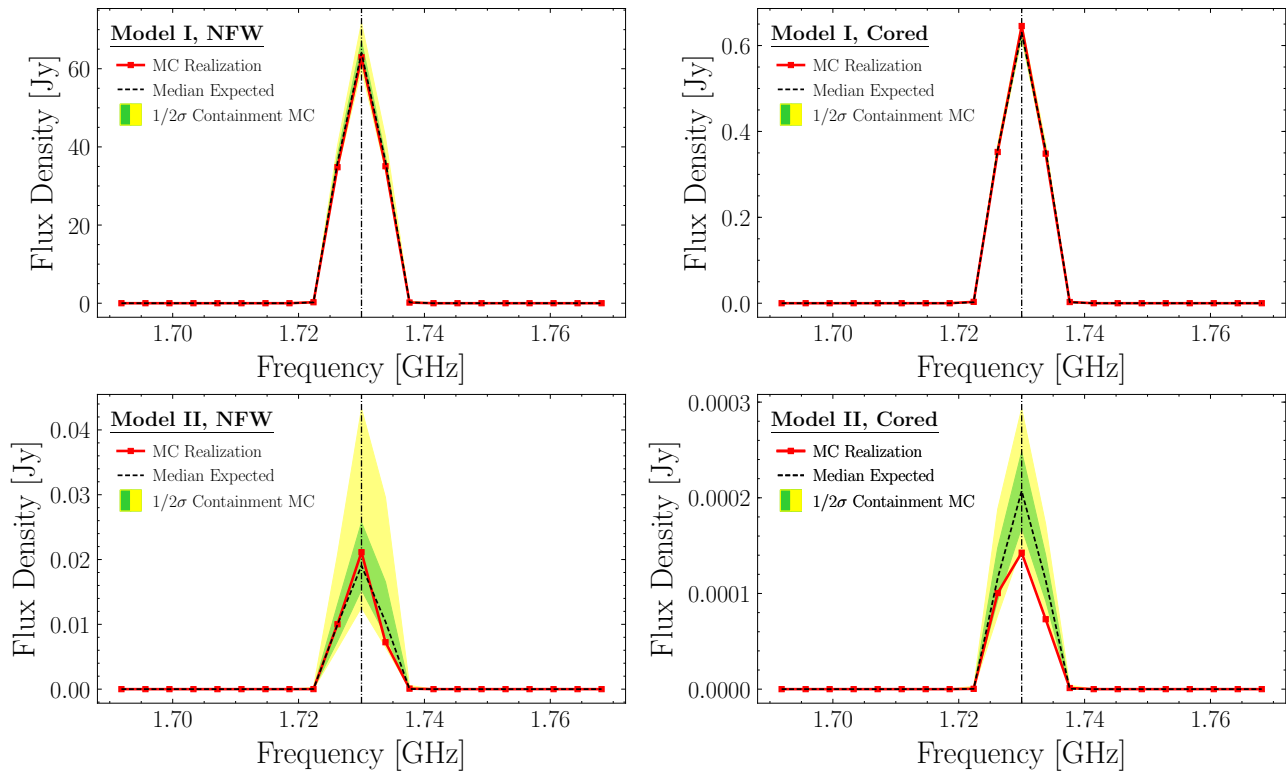 Model I, NFW
MC Realization
Median Expected
1/2σ Containment MC
Flux Density [Jy]
60
40
20
0
1.70
1.72
1.74
1.76
Frequency [GHz]
Model I, Cored
MC Realization
Median Expected
1/2σ Containment MC
Flux Density [Jy]
0.6
0.4
0.2
0.0
1.70
1.72
1.74
1.76
Frequency [GHz]
Model II, NFW
MC Realization
Median Expected
1/2σ Containment MC
Flux Density [Jy]
0.04
0.03
0.02
0.01
0.00
1.70
1.72
1.74
1.76
Frequency [GHz]
Model II, Cored
MC Realization
Median Expected
1/2σ Containment MC
Flux Density [Jy]
0.0003
0.0002
0.0001
0.0000
1.70
1.72
1.74
1.76
Frequency [GHz]